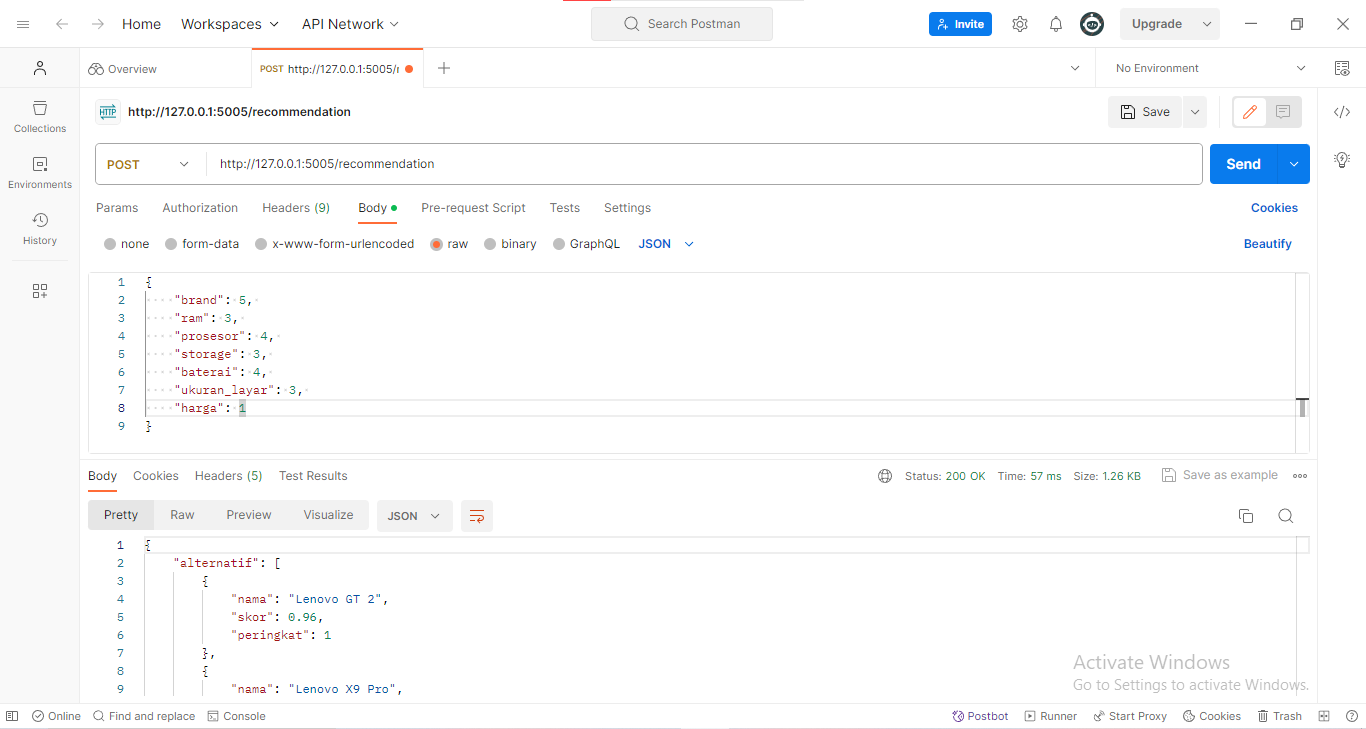 Home Workspaces API Network Search Postman Invite Upgrade
Overview POST http://127.0.0.1:5005/r No Environment
HTTP http://127.0.0.1:5005/recommendation Save
Collections
POST http://127.0.0.1:5005/recommendation Send
Environments
Params Authorization Headers (9) Body Pre-request Script Tests Settings Cookies
History
none form-data x-www-form-urlencoded raw binary GraphQL JSON Beautify
1 {
2 "brand": 5,
3 "ram": 3,
4 "prosesor": 4,
5 "storage": 3,
6 "baterai": 4,
7 "ukuran_layar": 3,
8 "harga": 1
9 }
Body Cookies Headers (5) Test Results Status: 200 OK Time: 57 ms Size: 1.26 KB Save as example
Pretty Raw Preview Visualize JSON
1 {
2 "alternatif": [
3 {
4 "nama": "Lenovo GT 2",
5 "skor": 0.96,
6 "peringkat": 1
7 },
8 {
9 "nama": "Lenovo X9 Pro",
Activate Windows
Go to Settings to activate Windows.
Online Find and replace Console Postbot Runner Start Proxy Cookies Trash